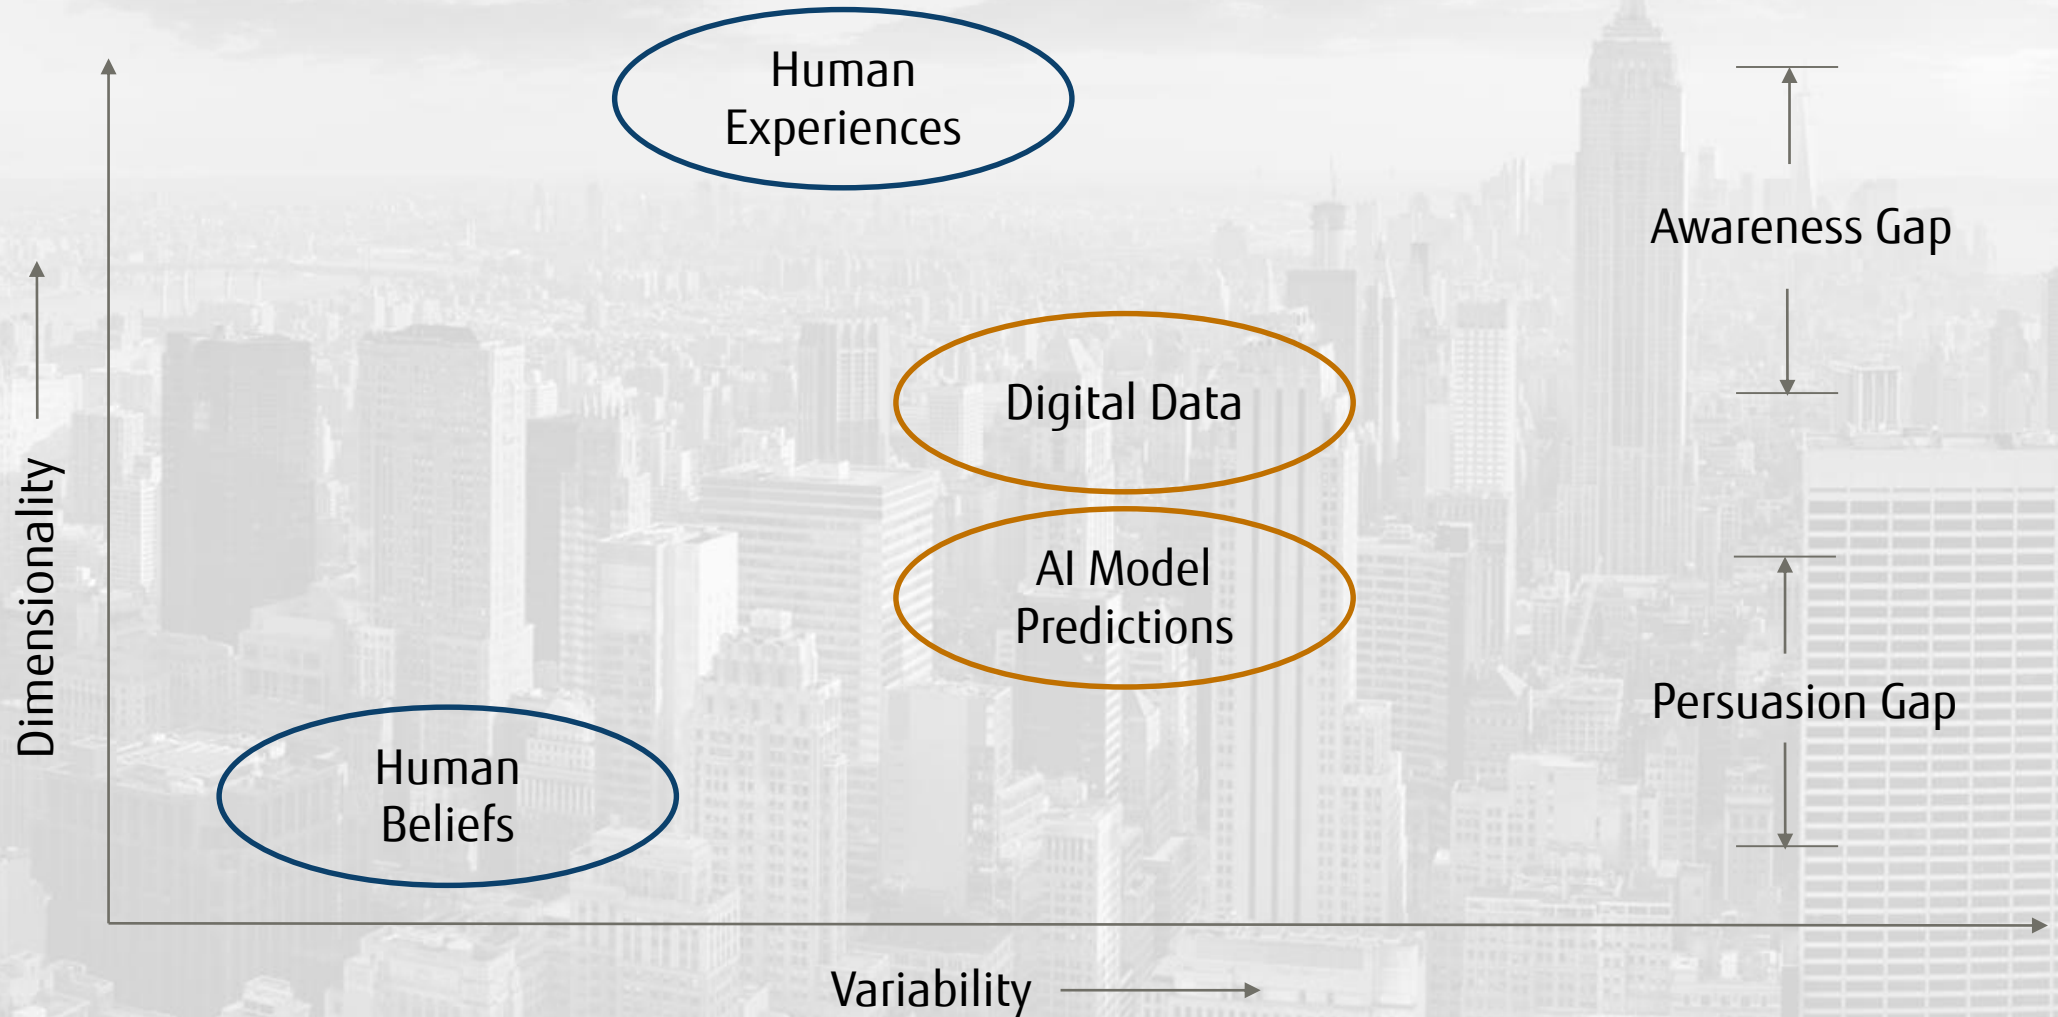 Human
Experiences
Awareness Gap
Digital Data
AI Model
Predictions
Dimensionality
Persuasion Gap
Human
Beliefs
Variability